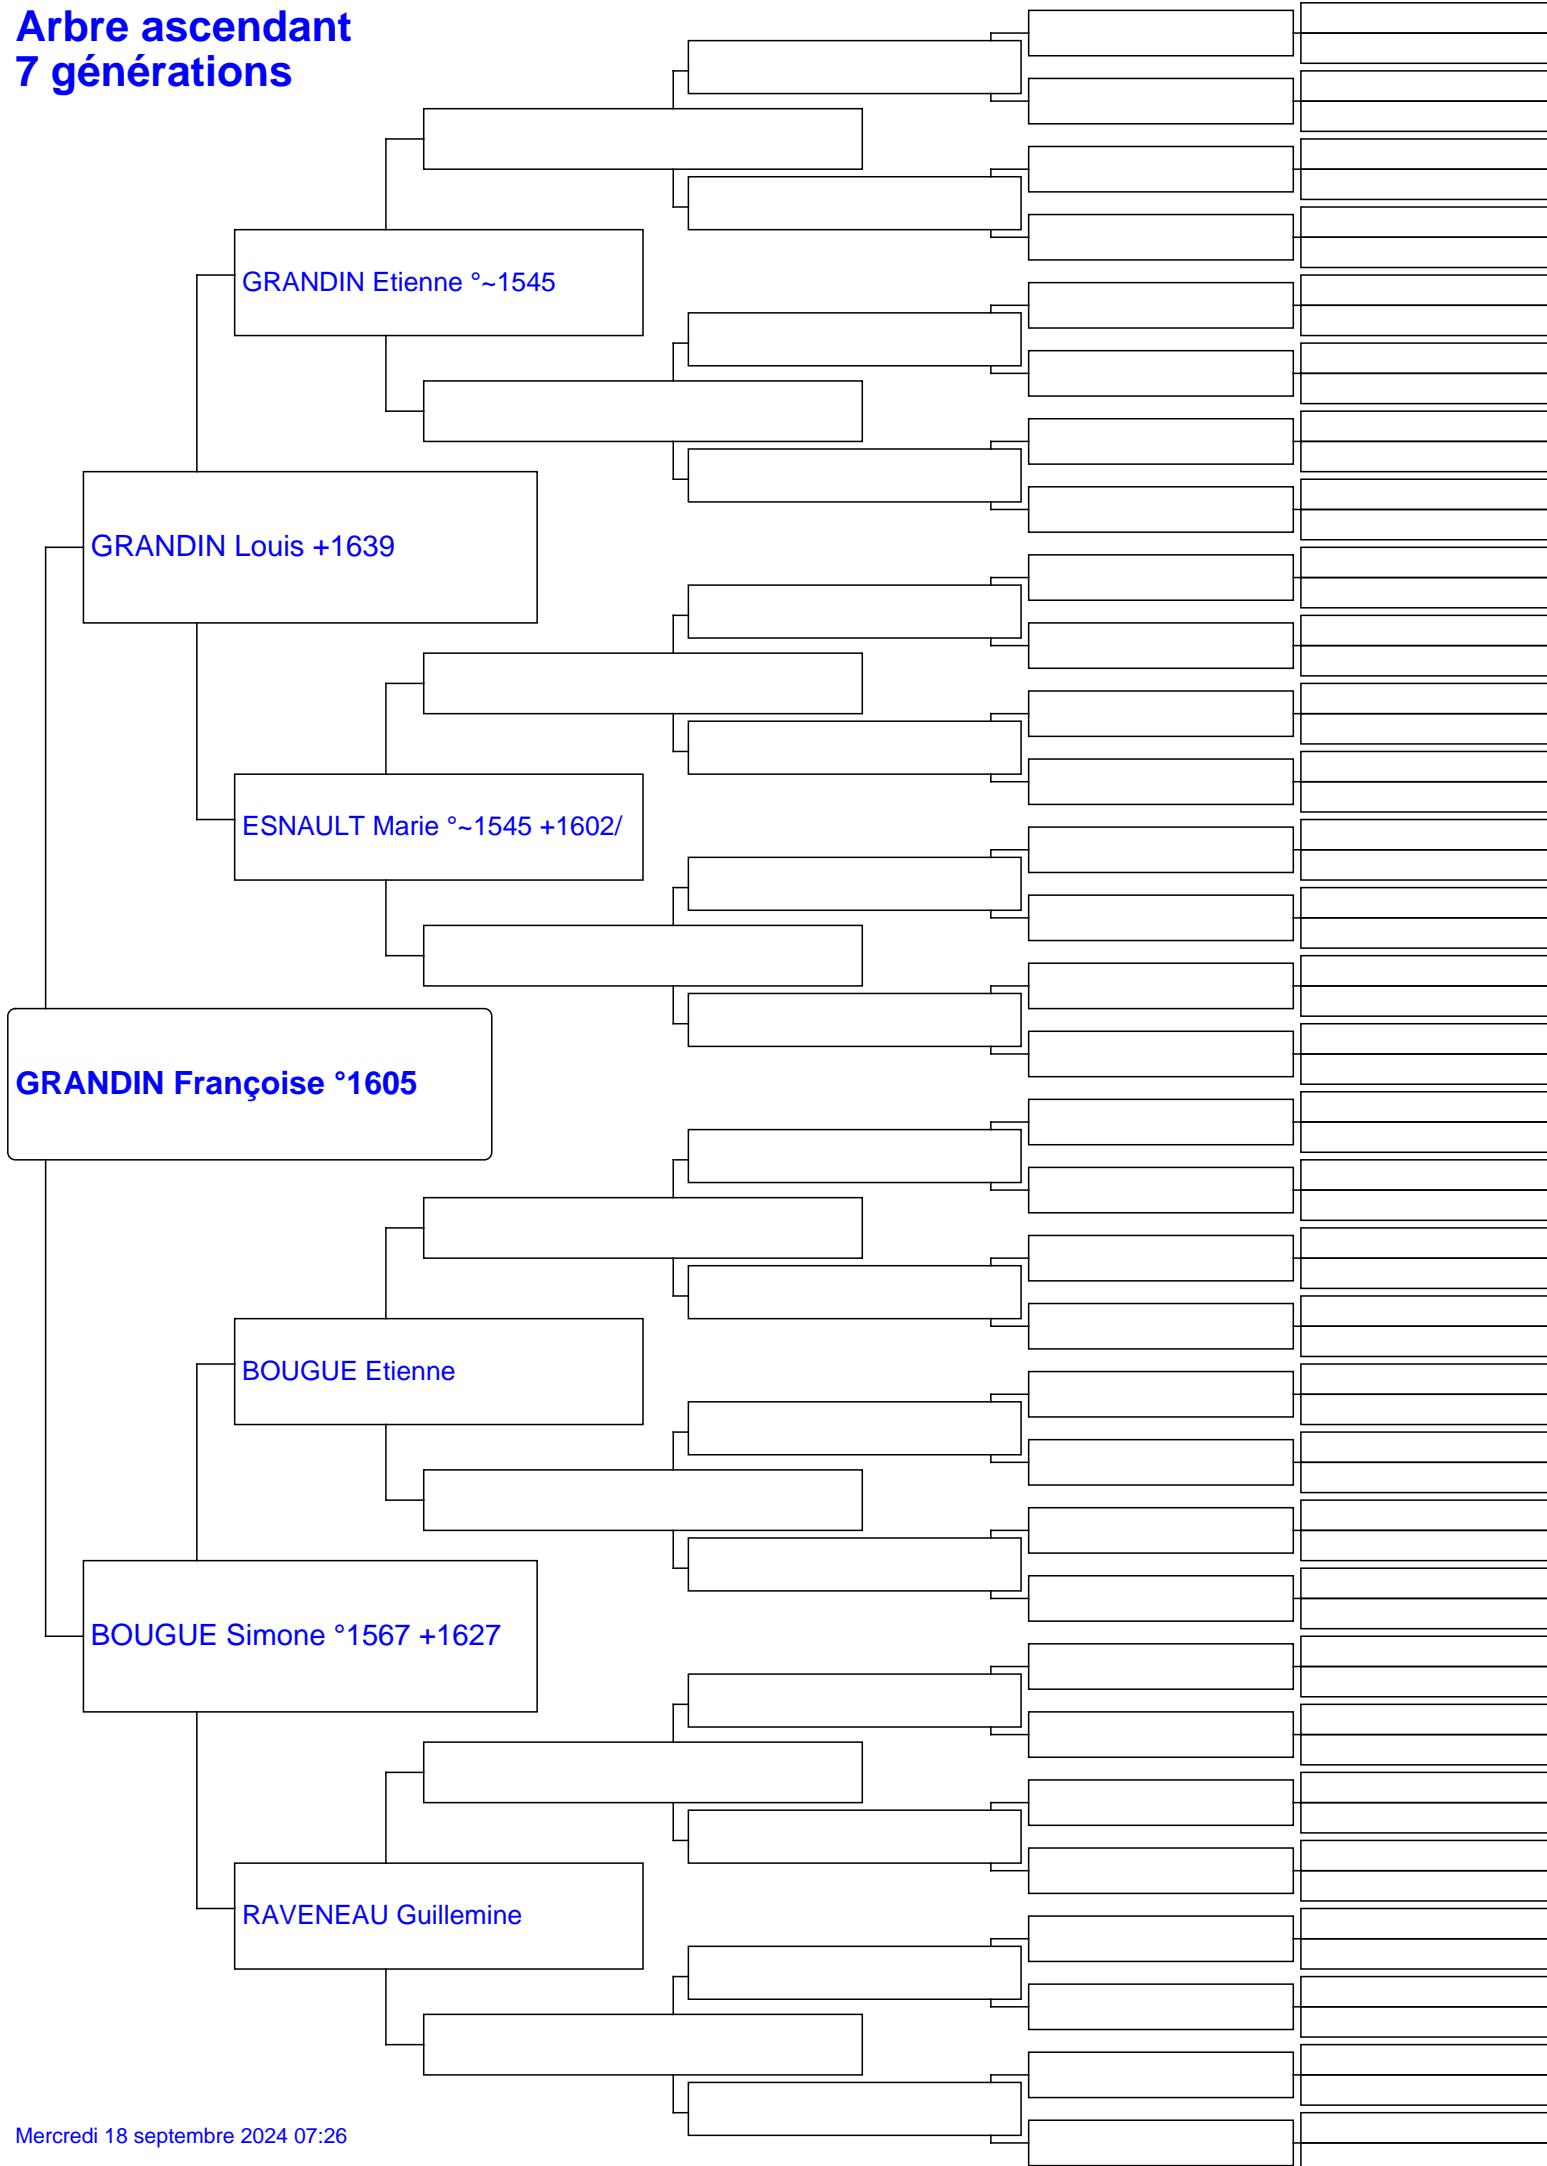 Arbre ascendant
7 générations
GRANDIN Etienne °~1545
GRANDIN Louis +1639
ESNAULT Marie °~1545 +1602/
GRANDIN Françoise °1605
BOUGUE Etienne
BOUGUE Simone °1567 +1627
RAVENEAU Guillemine
Mercredi 18 septembre 2024 07:26